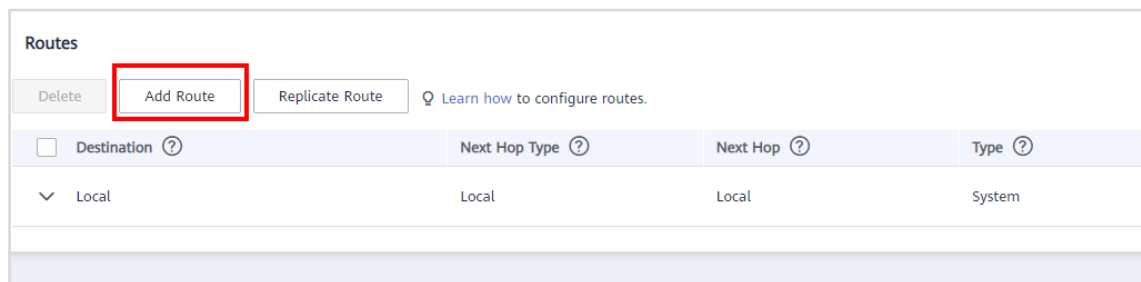 Routes
Delete Add Route Replicate Route Learn how to configure routes.
Destination ? Next Hop Type ? Next Hop ? Type ?
Local Local Local System